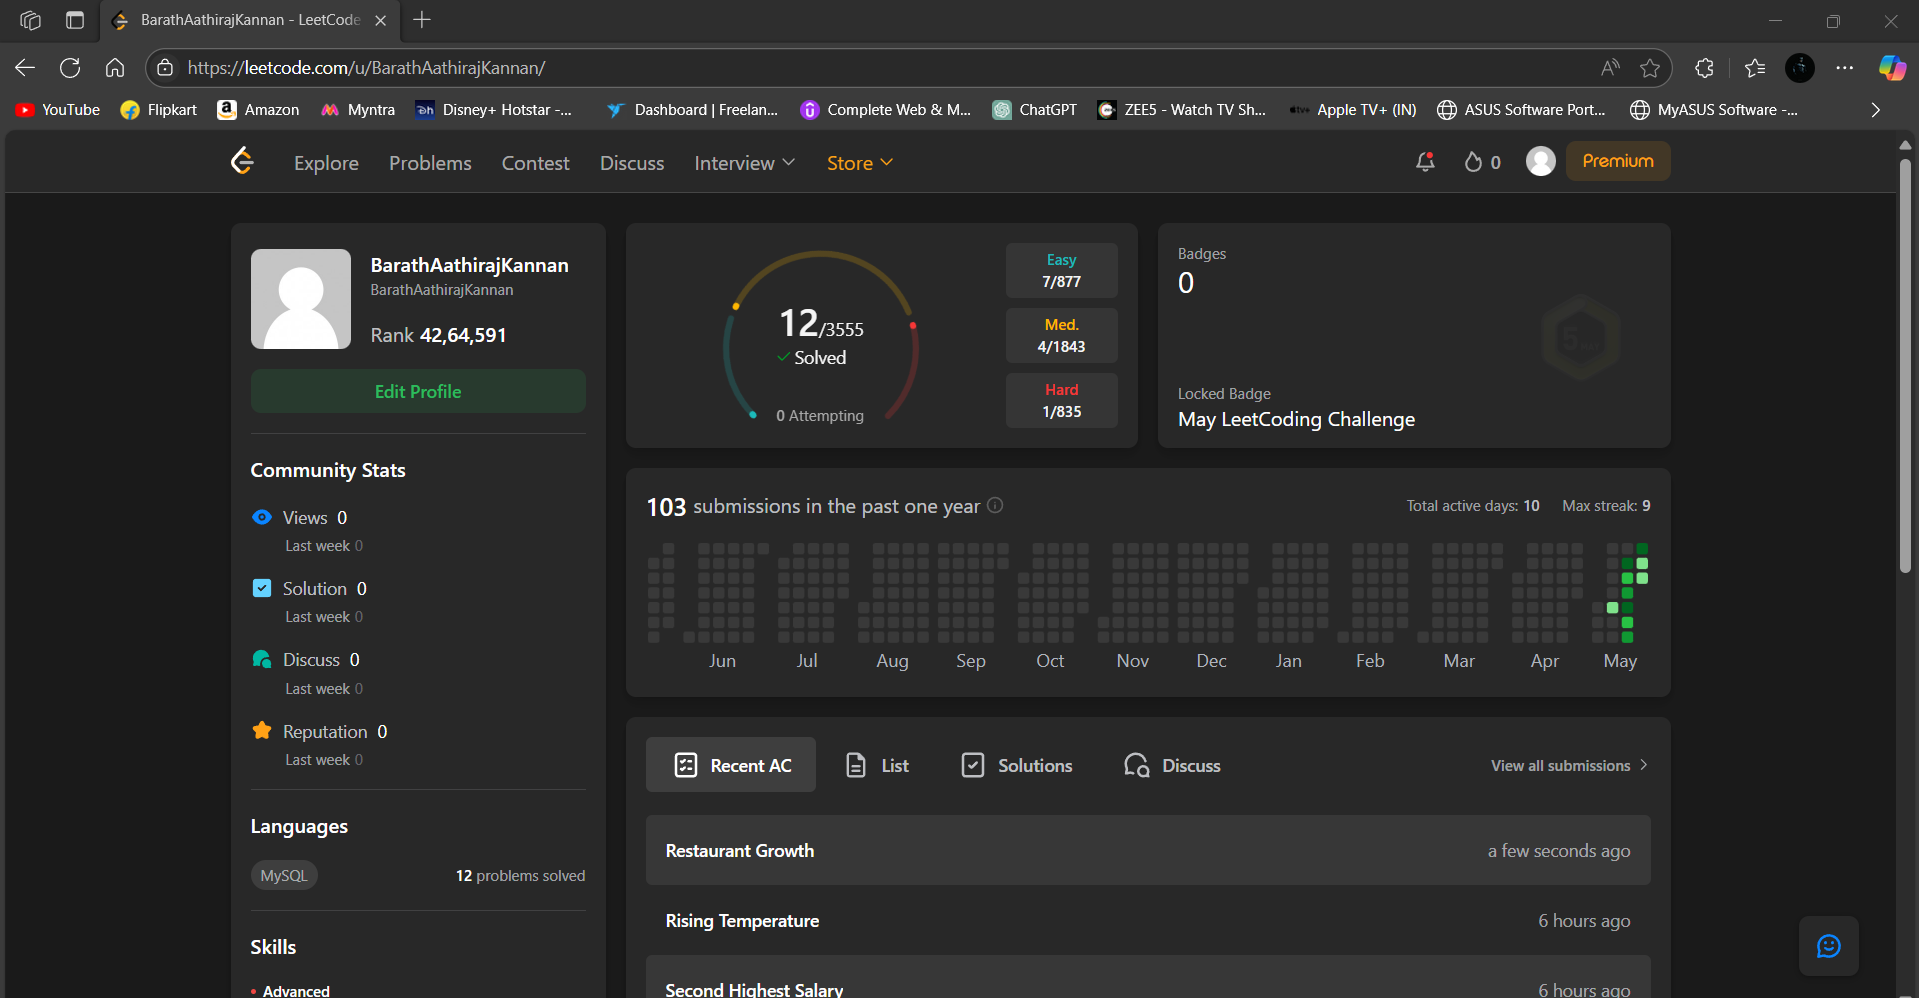 BarathAathirajKannan - LeetCode
https://leetcode.com/u/BarathAathirajKannan/
YouTube
Flipkart
Amazon
Myntra
Disney+ Hotstar -...
Dashboard | Freelan...
Complete Web & M...
ChatGPT
ZEE5 - Watch TV Sh...
Apple TV+ (IN)
ASUS Software Port...
MyASUS Software -...
Explore
Problems
Contest
Discuss
Interview
Store
0
Premium
BarathAathirajKannan
BarathAathirajKannan
Rank 42,64,591
Edit Profile
Community Stats
Views 0
Last week 0
Solution 0
Last week 0
Discuss 0
Last week 0
Reputation 0
Last week 0
Languages
MySQL
12 problems solved
Skills
Advanced
12/3555
Solved
0 Attempting
Easy
7/877
Med.
4/1843
Hard
1/835
Badges
0
Locked Badge
May LeetCoding Challenge
103 submissions in the past one year
Total active days: 10
Max streak: 9
Jun
Jul
Aug
Sep
Oct
Nov
Dec
Jan
Feb
Mar
Apr
May
Recent AC
List
Solutions
Discuss
View all submissions
Restaurant Growth
a few seconds ago
Rising Temperature
6 hours ago
Second Highest Salary
6 hours ago